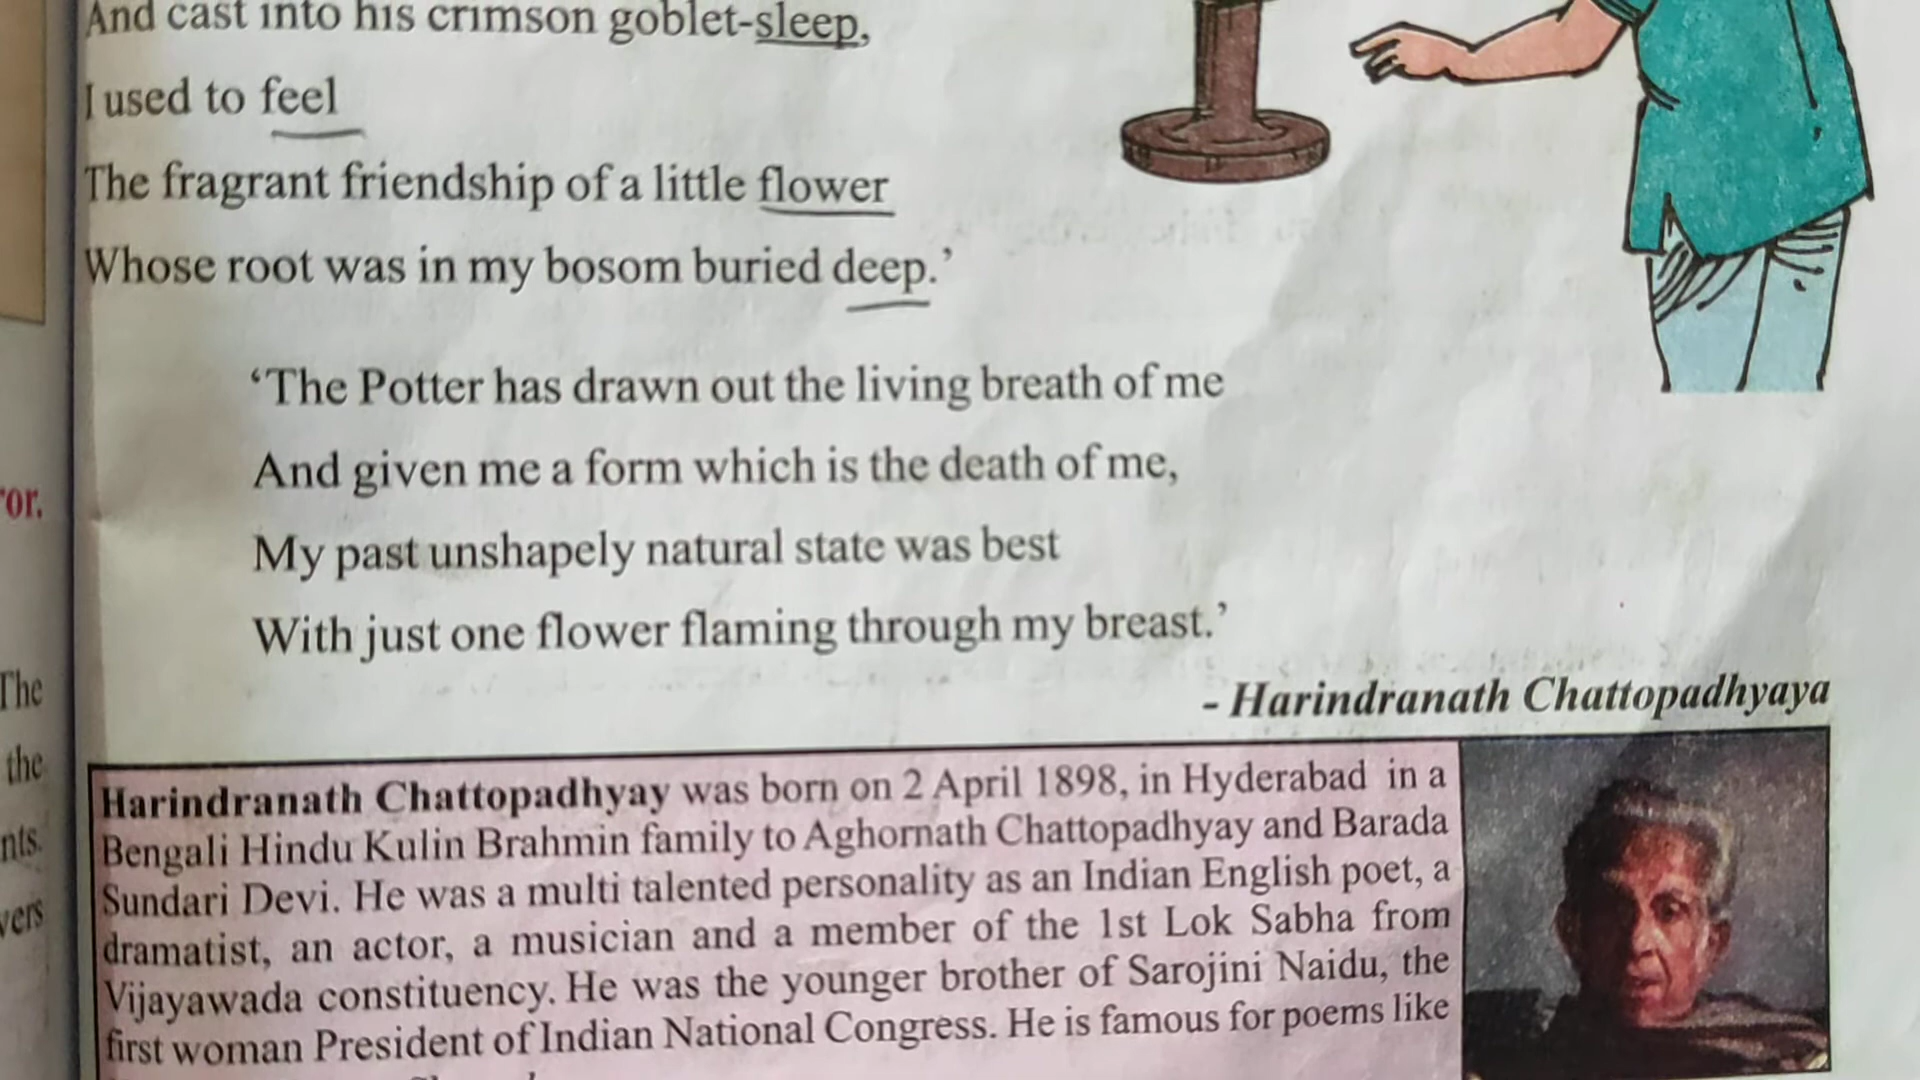 And cast into his crimson goblet-sleep,
I used to feel
The fragrant friendship of a little flower
Whose root was in my bosom buried deep.’
‘The Potter has drawn out the living breath of me
And given me a form which is the death of me,
My past unshapely natural state was best
With just one flower flaming through my breast.’
- Harindranath Chattopadhyaya
Harindranath Chattopadhyay was born on 2 April 1898, in Hyderabad in a
Bengali Hindu Kulin Brahmin family to Aghornath Chattopadhyay and Barada
Sundari Devi. He was a multi talented personality as an Indian English poet, a
dramatist, an actor, a musician and a member of the 1st Lok Sabha from
Vijayawada constituency. He was the younger brother of Sarojini Naidu, the
first woman President of Indian National Congress. He is famous for poems like
or.
The
the
nts.
vers